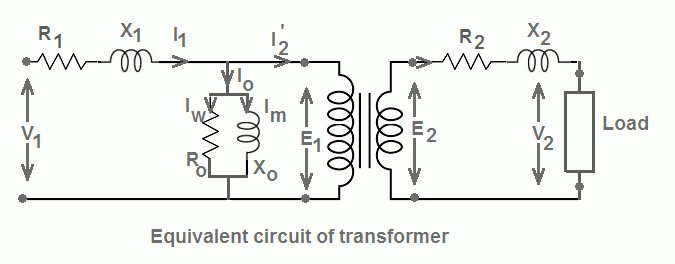 R1 X1 I1 I2' R2 X2
Io
Iw Im
V1 E1 E2 V2 Load
Ro Xo
Equivalent circuit of transformer